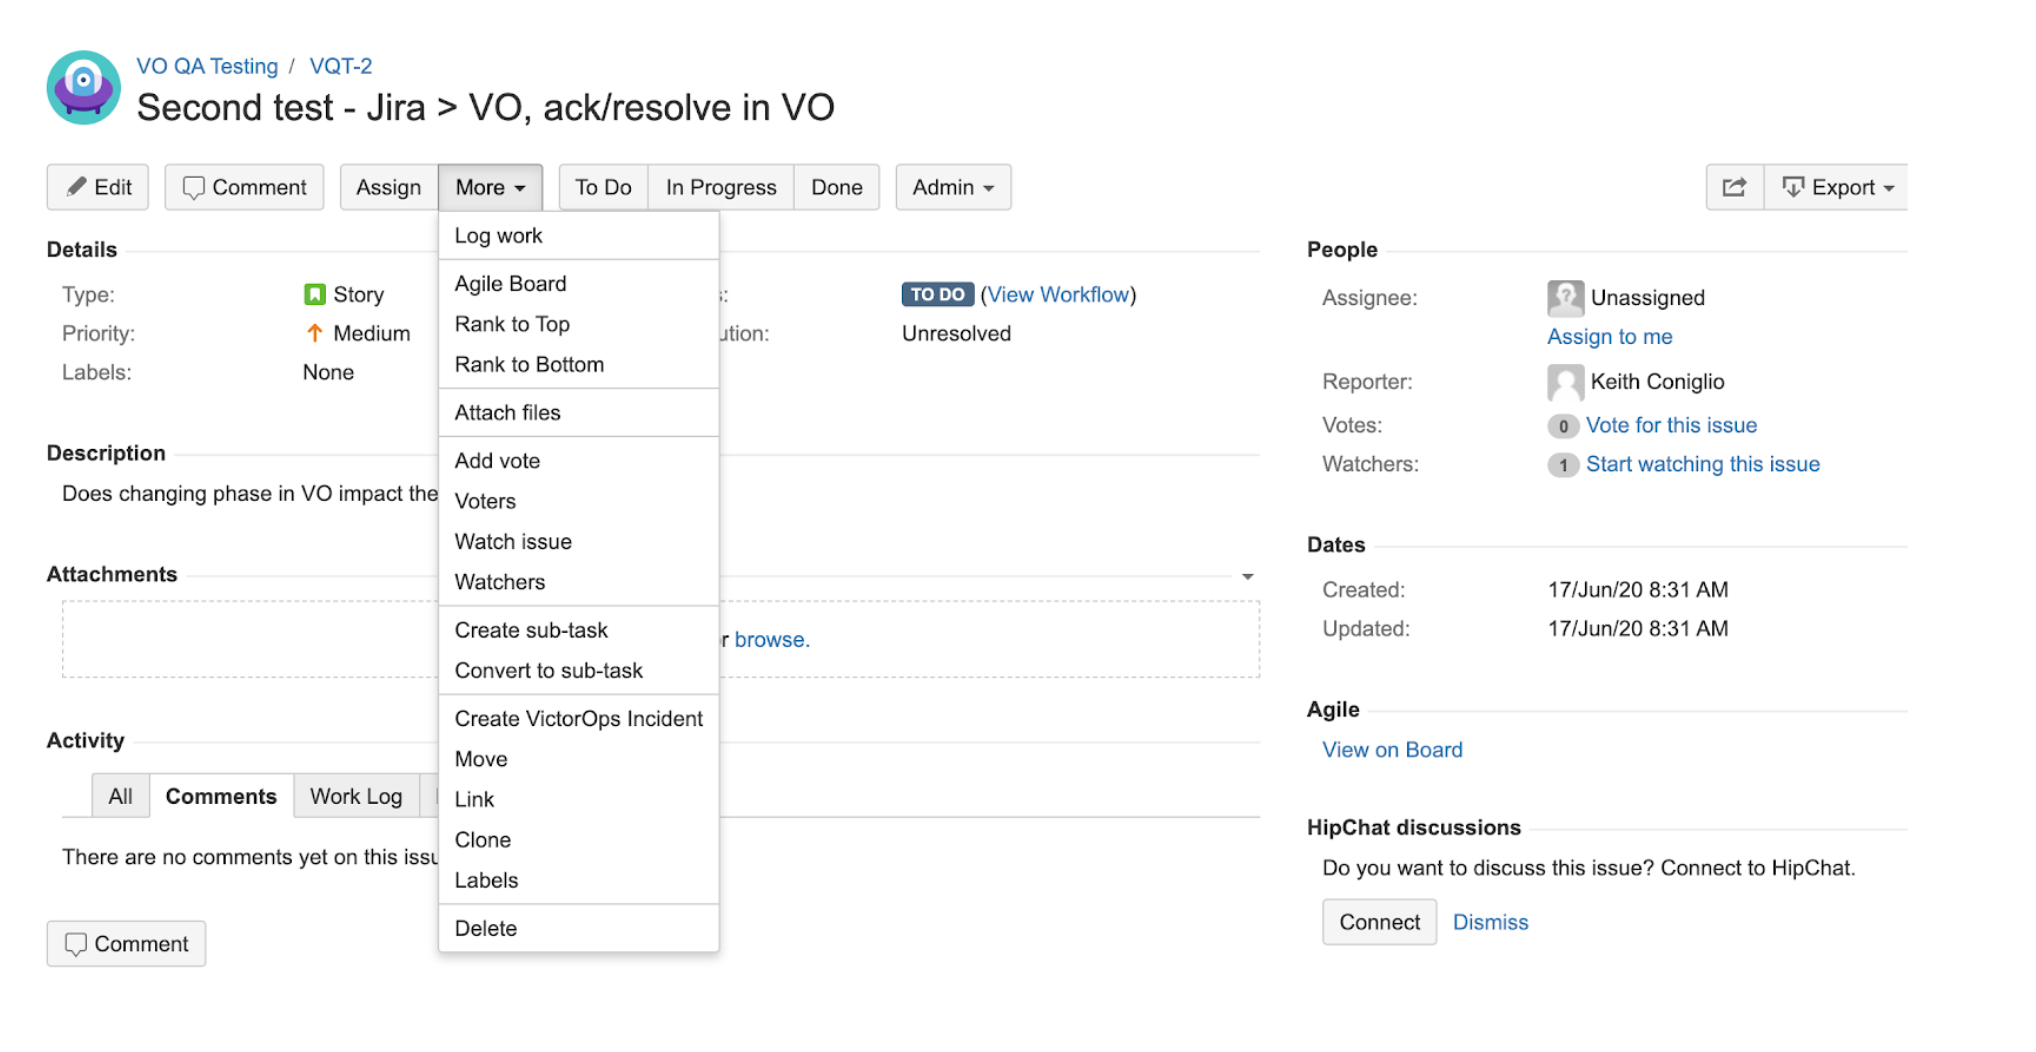 VO QA Testing / VQT-2
Second test - Jira > VO, ack/resolve in VO
Edit Comment Assign More To Do In Progress Done Admin Export
Log work
Agile Board
Rank to Top
Rank to Bottom
Attach files
Add vote
Voters
Watch issue
Watchers
Create sub-task
Convert to sub-task
Create VictorOps Incident
Move
Link
Clone
Labels
Delete
Details
Type: Story
Priority: Medium
Labels: None
TO DO (View Workflow)
Unresolved
Description
Does changing phase in VO impact the
Attachments
browse.
Activity
All Comments Work Log
There are no comments yet on this
Comment
People
Assignee: Unassigned
Assign to me
Reporter: Keith Coniglio
Votes: 0 Vote for this issue
Watchers: 1 Start watching this issue
Dates
Created: 17/Jun/20 8:31 AM
Updated: 17/Jun/20 8:31 AM
Agile
View on Board
HipChat discussions
Do you want to discuss this issue? Connect to HipChat.
Connect Dismiss